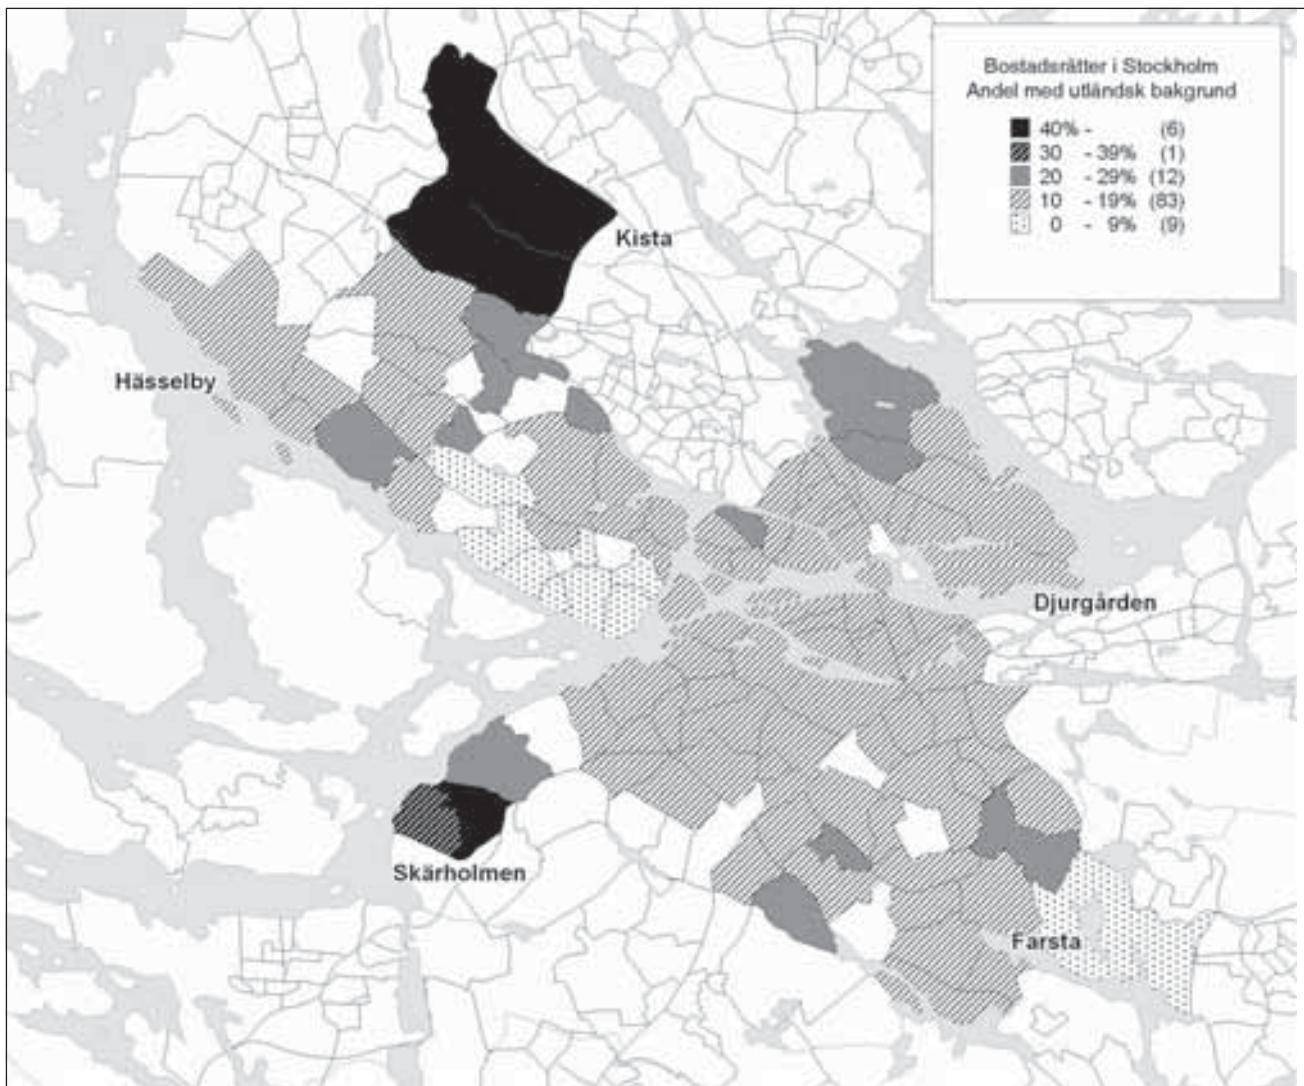 Bostadsrätter i Stockholm
Andel med utländsk bakgrund
40% - (6)
30 - 39% (1)
20 - 29% (12)
10 - 19% (83)
0 - 9% (9)
Kista
Hässelby
Djurgården
Skärholmen
Farsta